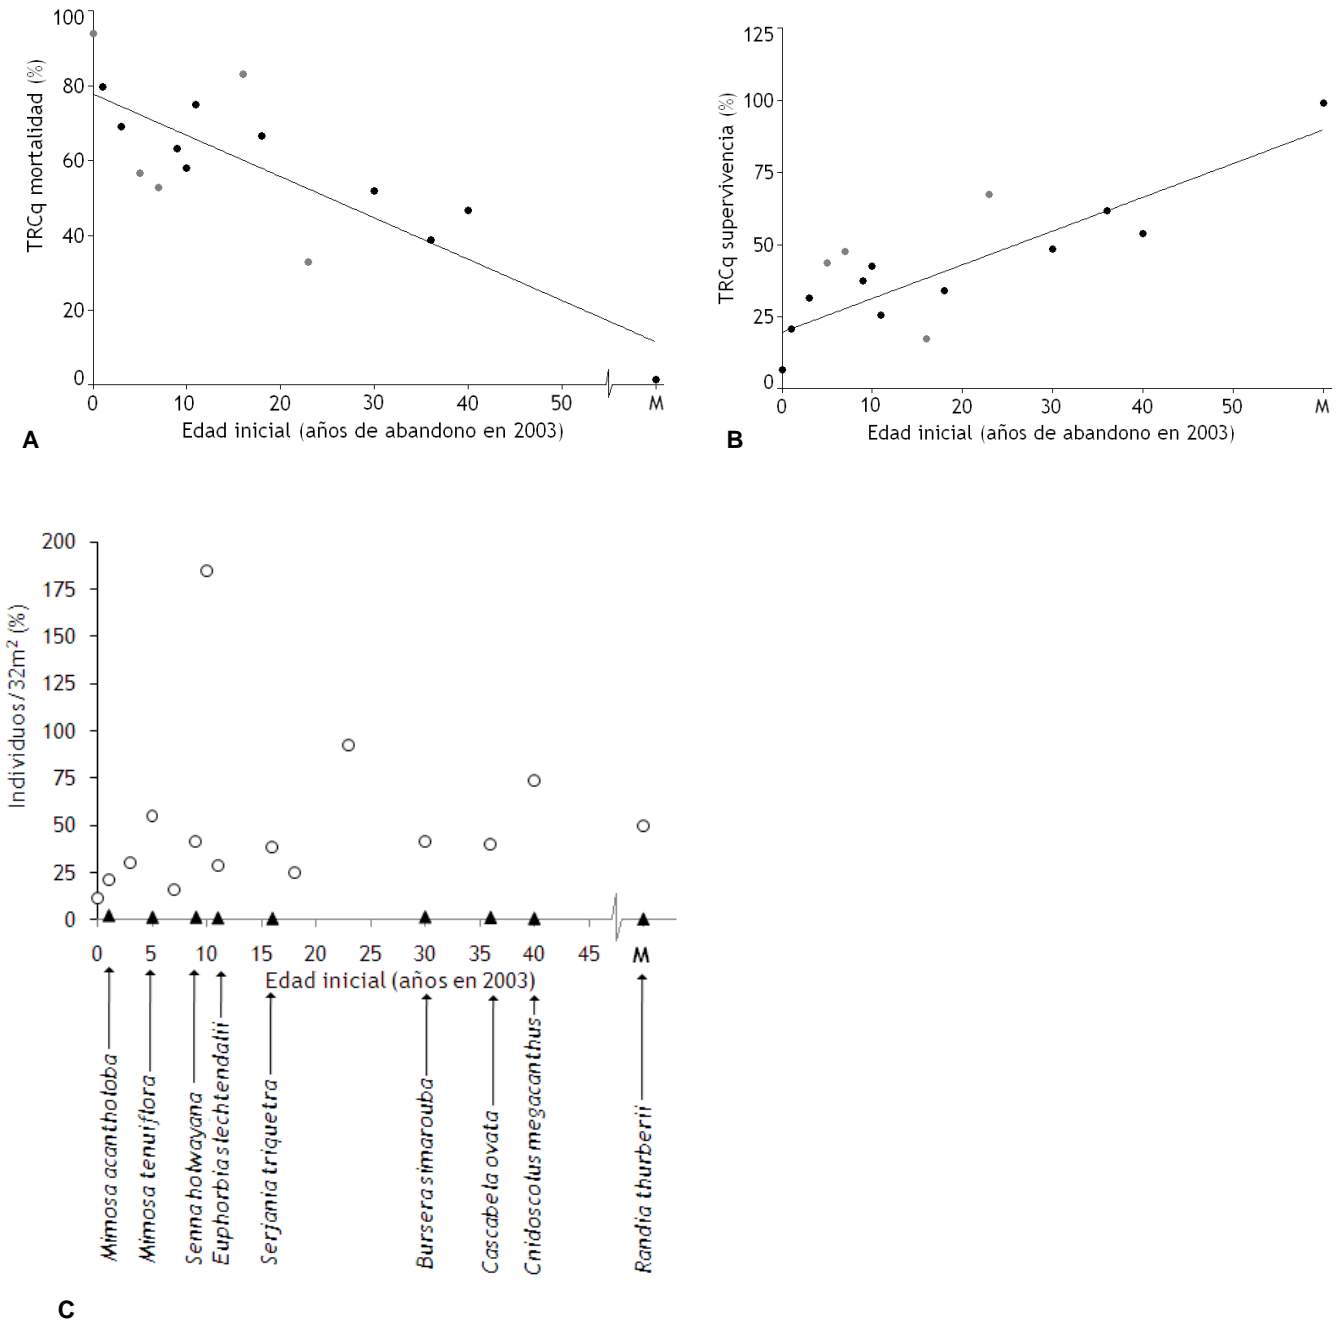 TRCq mortalidad (%)
100
80
60
40
20
0
0 10 20 30 40 50 M
Edad inicial (años de abandono en 2003)
A
TRCq supervivencia (%)
125
100
75
50
25
0
0 10 20 30 40 50 M
Edad inicial (años de abandono en 2003)
B
Individuos/32m² (%)
200
175
150
125
100
75
50
25
0
0 5 10 15 20 25 30 35 40 45 M
Edad inicial (años en 2003)
Mimosa acantholoba
Mimosa tenuiflora
Senna holwayana
Euphorbia slechtendalii
Serjania triquetra
Bursera simarouba
Cascabela ovata
Cnidoscolus megacanthus
Randia thurberii
C